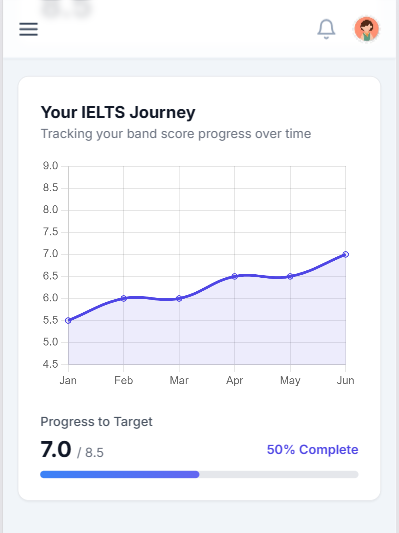 8.5
Your IELTS Journey
Tracking your band score progress over time
9.0
8.5
8.0
7.5
7.0
6.5
6.0
5.5
5.0
4.5
Jan Feb Mar Apr May Jun
Progress to Target
7.0 / 8.5 50% Complete